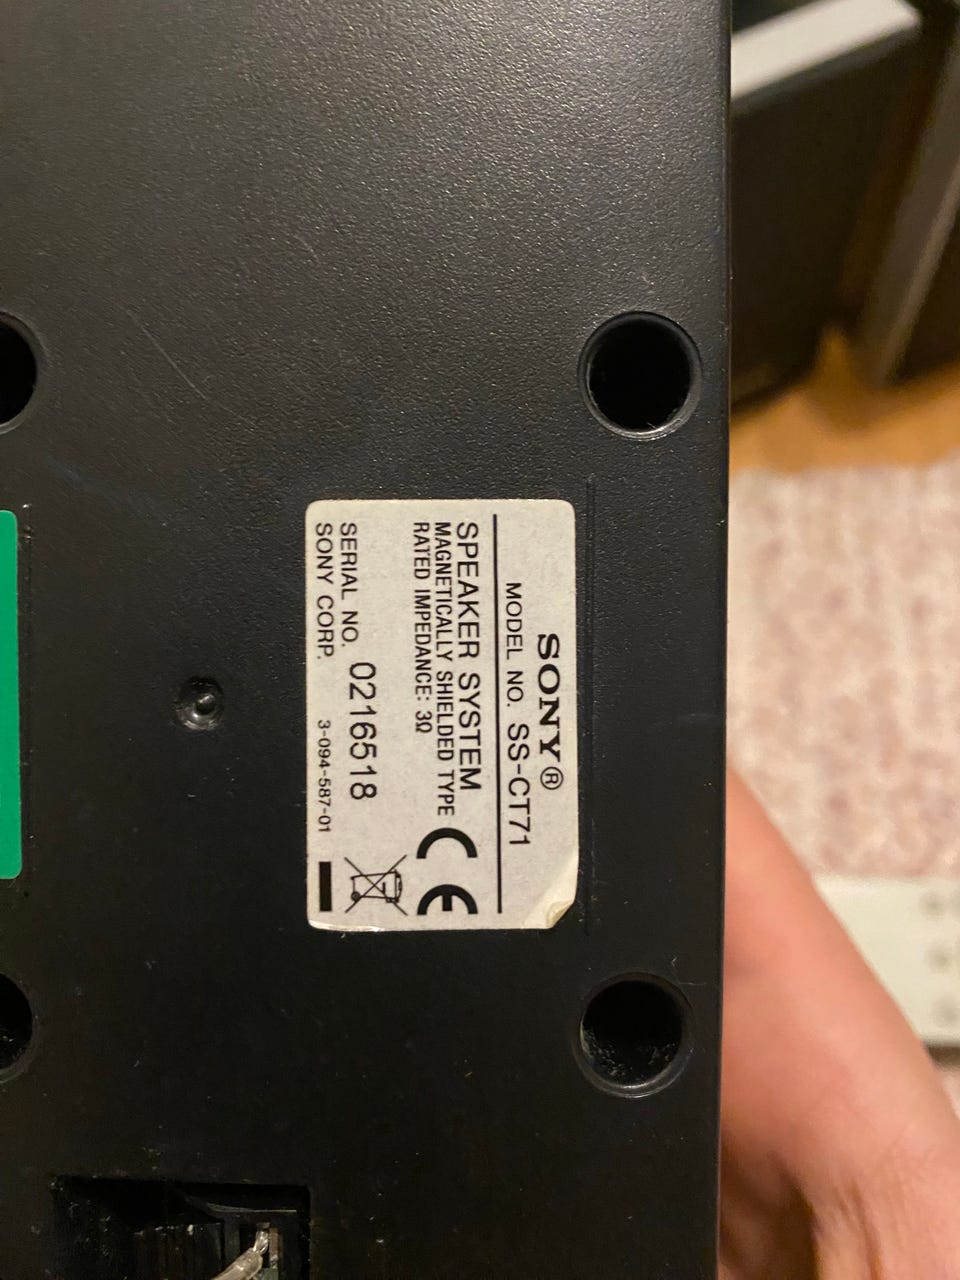 SONY®
MODEL NO. SS-CT71
SPEAKER SYSTEM
MAGNETICALLY SHIELDED TYPE
RATED IMPEDANCE: 3Ω
CE
SERIAL NO. 0216518
SONY CORP. 3-094-587-01